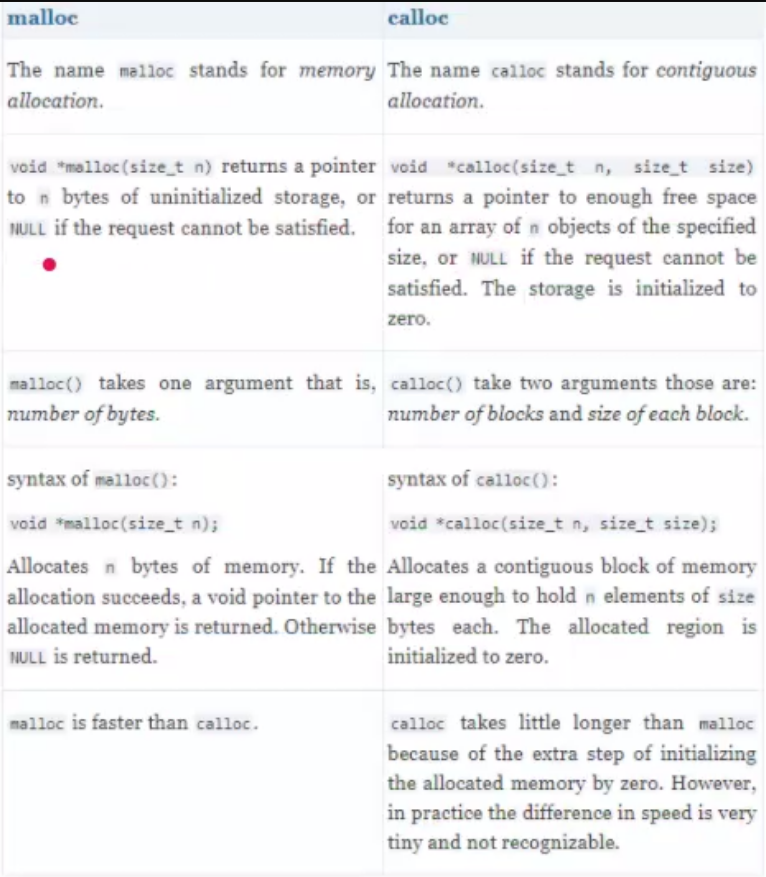 malloc
calloc
The name malloc stands for memory
allocation.
The name calloc stands for contiguous
allocation.
void *malloc(size_t n) returns a pointer
to n bytes of uninitialized storage, or
NULL if the request cannot be satisfied.
void *calloc(size_t n, size_t size)
returns a pointer to enough free space
for an array of n objects of the specified
size, or NULL if the request cannot be
satisfied. The storage is initialized to
zero.
malloc() takes one argument that is,
number of bytes.
calloc() take two arguments those are:
number of blocks and size of each block.
syntax of malloc():
void *malloc(size_t n);
Allocates n bytes of memory. If the
allocation succeeds, a void pointer to the
allocated memory is returned. Otherwise
NULL is returned.
syntax of calloc():
void *calloc(size_t n, size_t size);
Allocates a contiguous block of memory
large enough to hold n elements of size
bytes each. The allocated region is
initialized to zero.
malloc is faster than calloc.
calloc takes little longer than malloc
because of the extra step of initializing
the allocated memory by zero. However,
in practice the difference in speed is very
tiny and not recognizable.